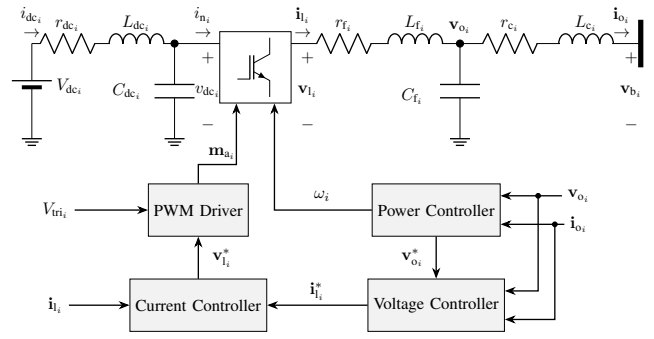 i_dc_i r_dc_i L_dc_i i_n_i i_l_i r_f_i L_f_i v_o_i r_c_i L_c_i i_o_i
+ + +
V_dc_i C_dc_i v_dc_i v_l_i C_f_i v_b_i
− − −
m_a_i
V_tri_i PWM Driver ω_i Power Controller v_o_i
i_o_i
v*_l_i v*_o_i
i_l_i Current Controller i*_l_i Voltage Controller